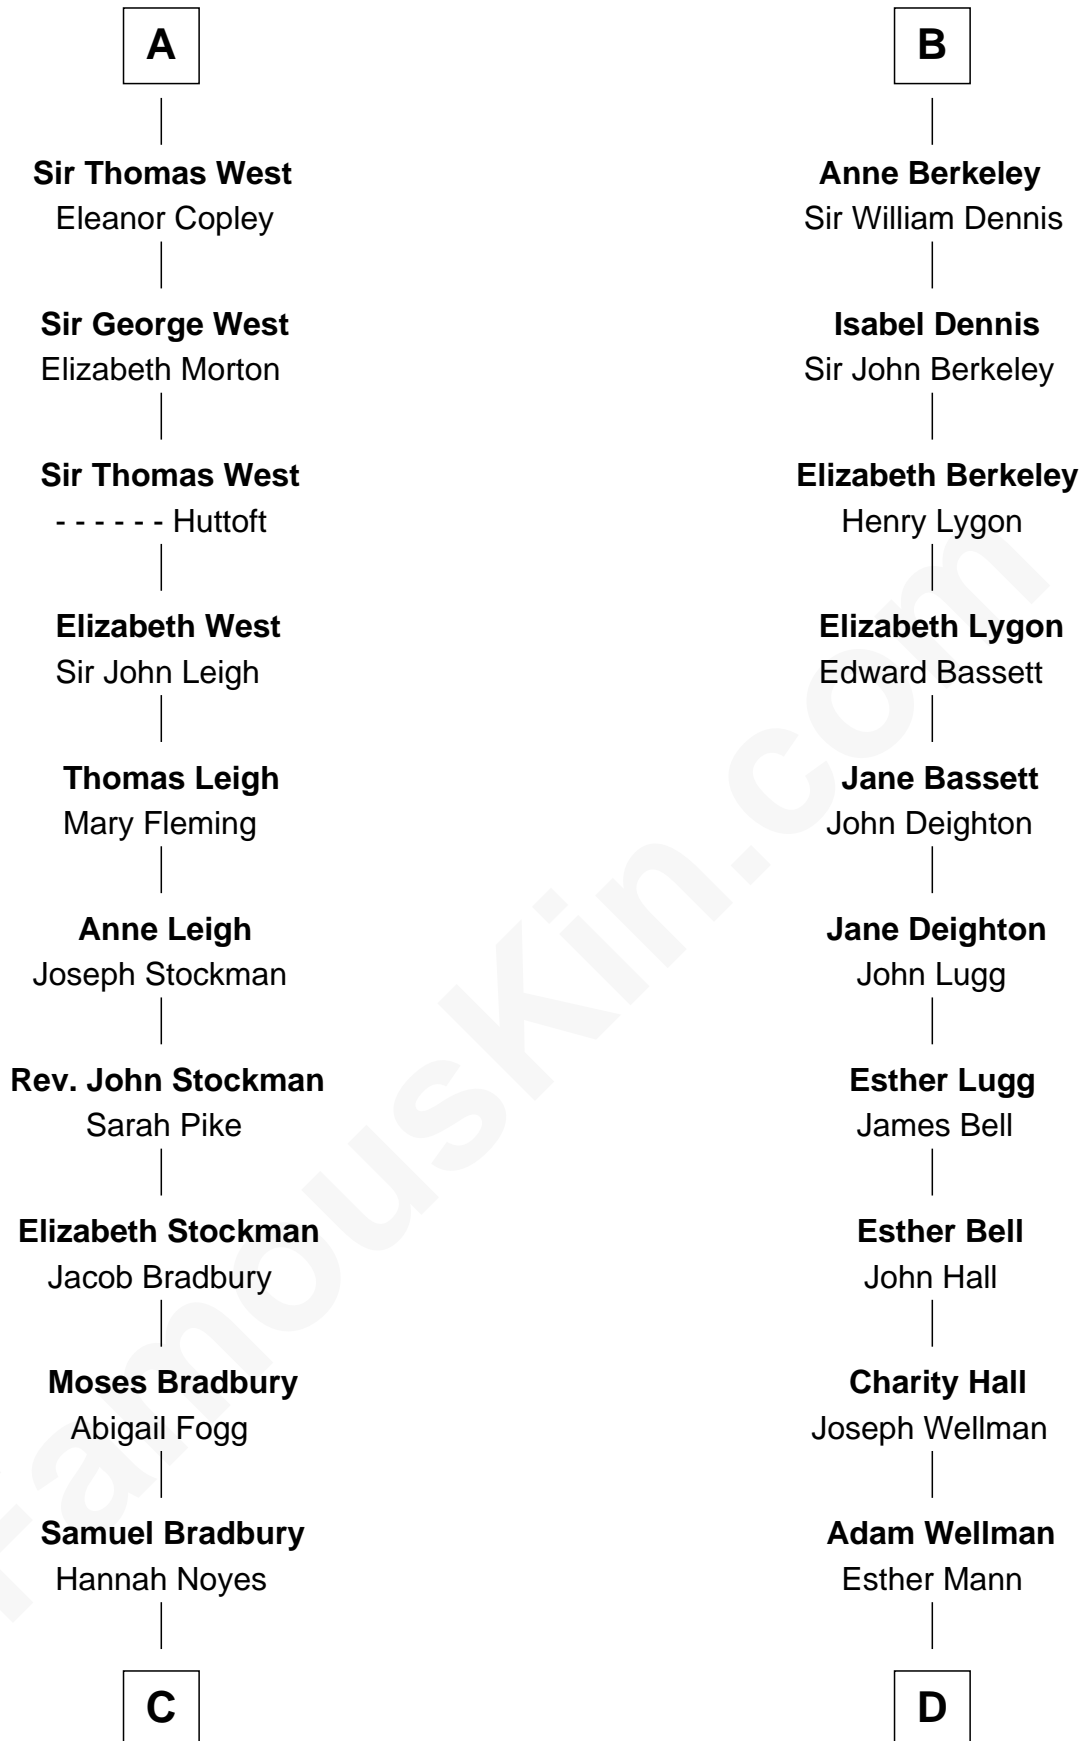 A
Sir Thomas West
Eleanor Copley
Sir George West
Elizabeth Morton
Sir Thomas West
- - - - - - Huttoft
Elizabeth West
Sir John Leigh
Thomas Leigh
Mary Fleming
Anne Leigh
Joseph Stockman
Rev. John Stockman
Sarah Pike
Elizabeth Stockman
Jacob Bradbury
Moses Bradbury
Abigail Fogg
Samuel Bradbury
Hannah Noyes
C
B
Anne Berkeley
Sir William Dennis
Isabel Dennis
Sir John Berkeley
Elizabeth Berkeley
Henry Lygon
Elizabeth Lygon
Edward Bassett
Jane Bassett
John Deighton
Jane Deighton
John Lugg
Esther Lugg
James Bell
Esther Bell
John Hall
Charity Hall
Joseph Wellman
Adam Wellman
Esther Mann
D
FamousKin.com